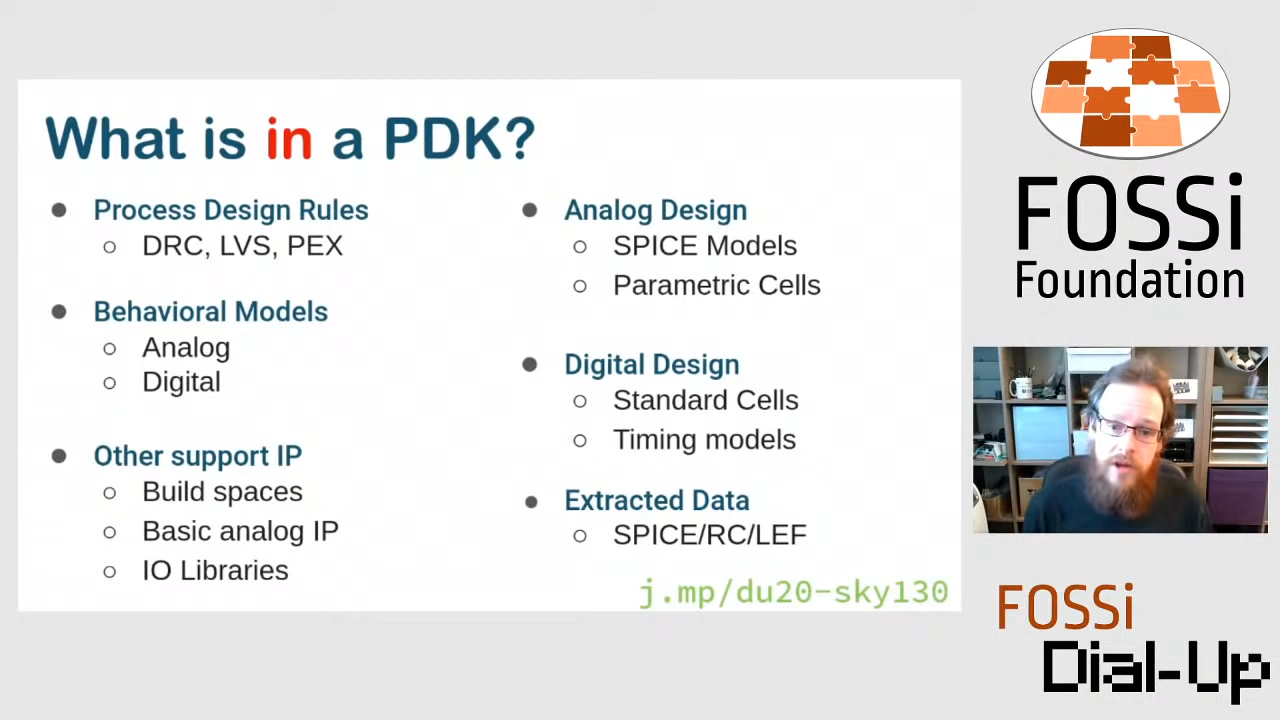 What is in a PDK?
Process Design Rules
DRC, LVS, PEX
Behavioral Models
Analog
Digital
Other support IP
Build spaces
Basic analog IP
IO Libraries
Analog Design
SPICE Models
Parametric Cells
Digital Design
Standard Cells
Timing models
Extracted Data
SPICE/RC/LEF
j.mp/du20-sky130
FOSSi
Foundation
FOSSi
Dial-Up